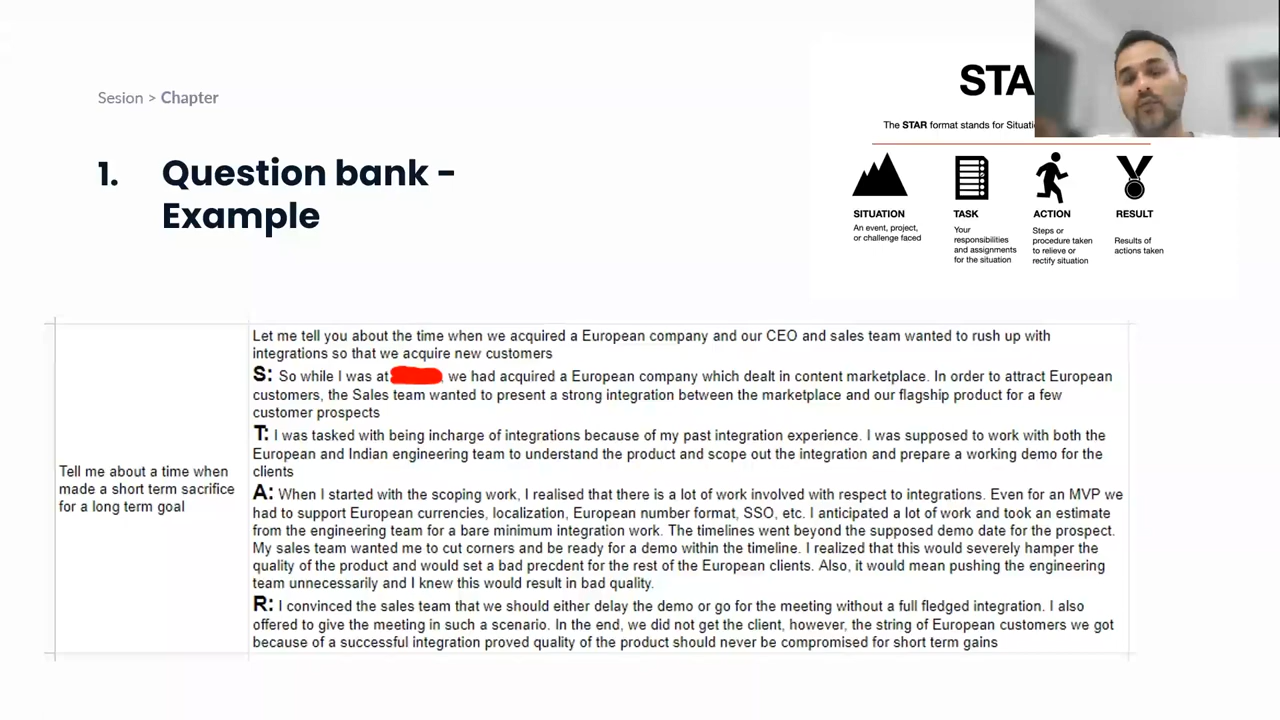 Sesion > Chapter
1. Question bank -
Example
STA
The STAR format stands for Situati
SITUATION
An event, project,
or challenge faced
TASK
Your
responsibilities
and assignments
for the situation
ACTION
Steps or
procedure taken
to relieve or
rectify situation
RESULT
Results of
actions taken
Tell me about a time when
made a short term sacrifice
for a long term goal
Let me tell you about the time when we acquired a European company and our CEO and sales team wanted to rush up with
integrations so that we acquire new customers
S: So while I was at we had acquired a European company which dealt in content marketplace. In order to attract European
customers, the Sales team wanted to present a strong integration between the marketplace and our flagship product for a few
customer prospects
T: I was tasked with being incharge of integrations because of my past integration experience. I was supposed to work with both the
European and Indian engineering team to understand the product and scope out the integration and prepare a working demo for the
clients
A: When I started with the scoping work, I realised that there is a lot of work involved with respect to integrations. Even for an MVP we
had to support European currencies, localization, European number format, SSO, etc. I anticipated a lot of work and took an estimate
from the engineering team for a bare minimum integration work. The timelines went beyond the supposed demo date for the prospect.
My sales team wanted me to cut corners and be ready for a demo within the timeline. I realized that this would severely hamper the
quality of the product and would set a bad precdent for the rest of the European clients. Also, it would mean pushing the engineering
team unnecessarily and I knew this would result in bad quality.
R: I convinced the sales team that we should either delay the demo or go for the meeting without a full fledged integration. I also
offered to give the meeting in such a scenario. In the end, we did not get the client, however, the string of European customers we got
because of a successful integration proved quality of the product should never be compromised for short term gains